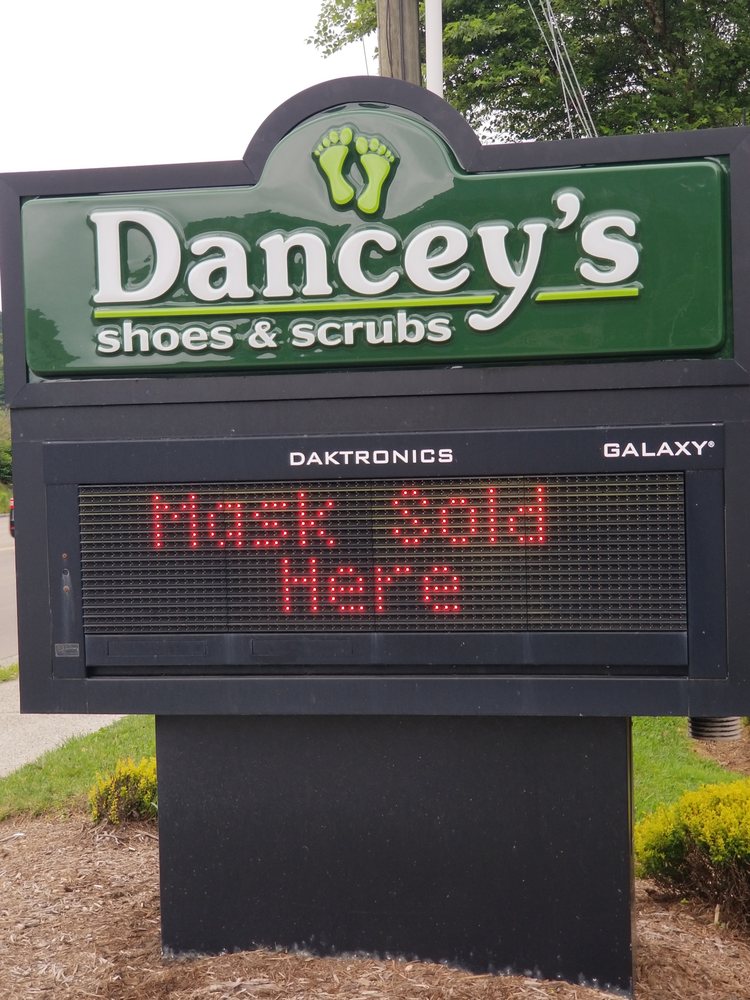 Dancey's
shoes & scrubs
DAKTRONICS
GALAXY®
Mask Sold
Here